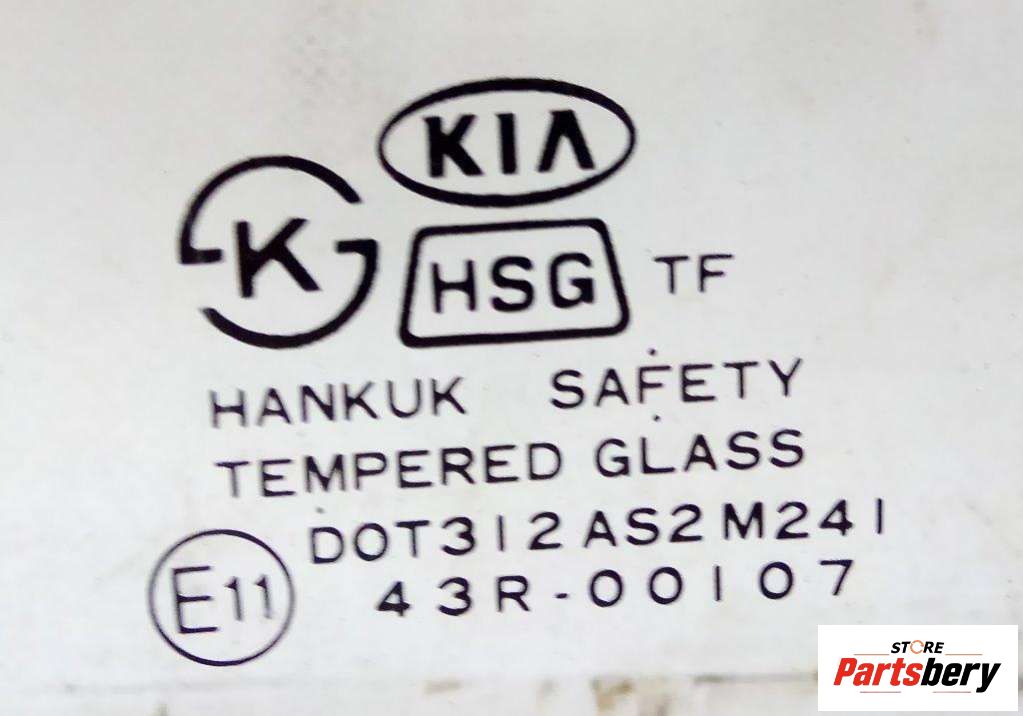 KIA
K
HSG TF
HANKUK SAFETY
TEMPERED GLASS
DOT312 AS2 M241
E11
43R-00107
STORE
Partsbery